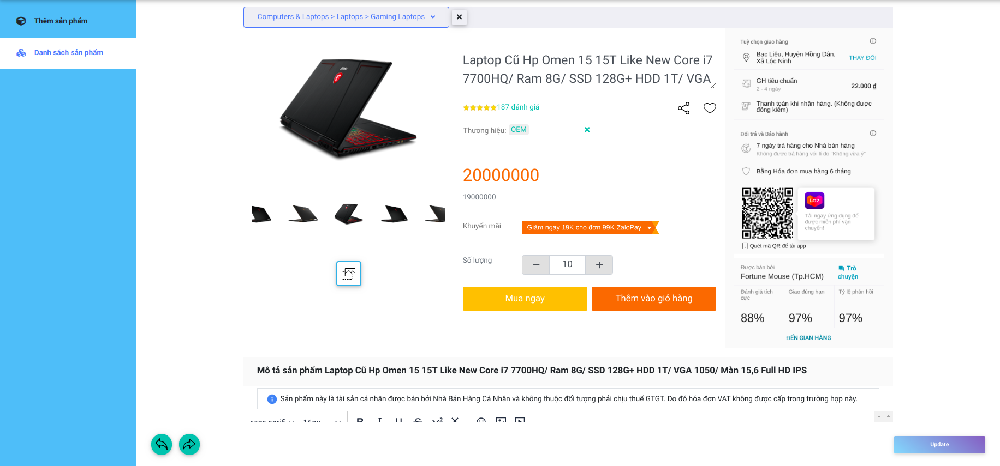 Thêm sản phẩm
Danh sách sản phẩm
Computers & Laptops > Laptops > Gaming Laptops
Laptop Cũ Hp Omen 15 15T Like New Core i7
7700HQ/ Ram 8G/ SSD 128G+ HDD 1T/ VGA
187 đánh giá
Thương hiệu: OEM
20000000
19000000
Khuyến mãi
Giảm ngay 19K cho đơn 99K ZaloPay
Số lượng
10
Mua ngay
Thêm vào giỏ hàng
Tuỳ chọn giao hàng
Bạc Liêu, Huyện Hồng Dân,
Xã Lộc Ninh
THAY ĐỔI
GH tiêu chuẩn
2 - 4 ngày
22.000 ₫
Thanh toán khi nhận hàng. (Không được
đồng kiểm)
Đổi trả và Bảo hành
7 ngày trả hàng cho Nhà bán hàng
Không được trả hàng với lí do "Không vừa ý"
Bằng Hóa đơn mua hàng 6 tháng
Laz
Tải ngay ứng dụng để
được miễn phí vận
chuyển!
Quét mã QR để tải app
Được bán bởi
Fortune Mouse (Tp.HCM)
Trò
chuyện
Đánh giá tích
cực
88%
Giao đúng hạn
97%
Tỷ lệ phản hồi
97%
ĐẾN GIAN HÀNG
Mô tả sản phẩm Laptop Cũ Hp Omen 15 15T Like New Core i7 7700HQ/ Ram 8G/ SSD 128G+ HDD 1T/ VGA 1050/ Màn 15,6 Full HD IPS
Sản phẩm này là tài sản cá nhân được bán bởi Nhà Bán Hàng Cá Nhân và không thuộc đối tượng phải chịu thuế GTGT. Do đó hóa đơn VAT không được cấp trong trường hợp này.
sans-serif 16px B I U S x²
Update